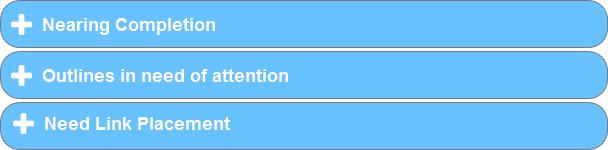 Nearing Completion
Outlines in need of attention
Need Link Placement